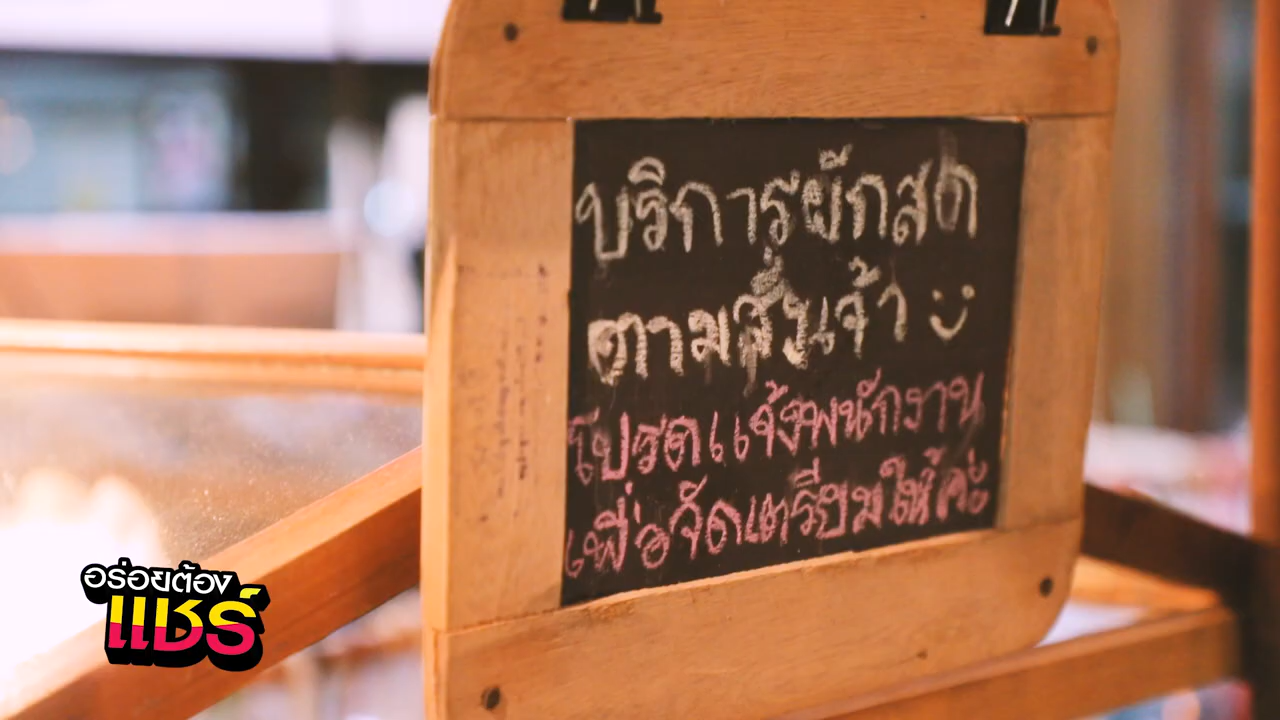 บริการผักสด
ตามสั่งจ้า
โปรดแจ้งพนักงาน
เพื่อจัดเตรียมให้ค่ะ
อร่อยต้อง
แชร์